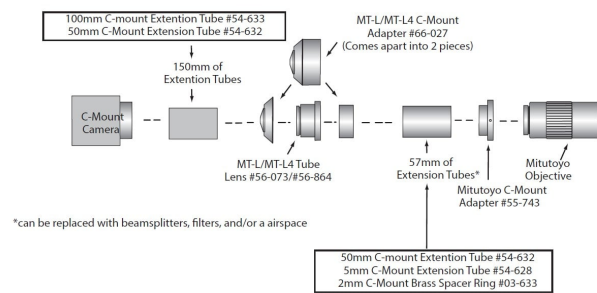 100mm C-mount Extention Tube #54-633
50mm C-mount Extension Tube #54-632
MT-L/MT-L4 C-Mount
Adapter #66-027
(Comes apart into 2 pieces)
150mm of
Extention Tubes
C-Mount
Camera
MT-L/MT-L4 Tube
Lens #56-073/#56-864
57mm of
Extension Tubes*
Mitutoyo
Objective
Mitutoyo C-Mount
Adapter #55-743
*can be replaced with beamsplitters, filters, and/or a airspace
50mm C-mount Extention Tube #54-632
5mm C-mount Extension Tube #54-628
2mm C-Mount Brass Spacer Ring #03-633